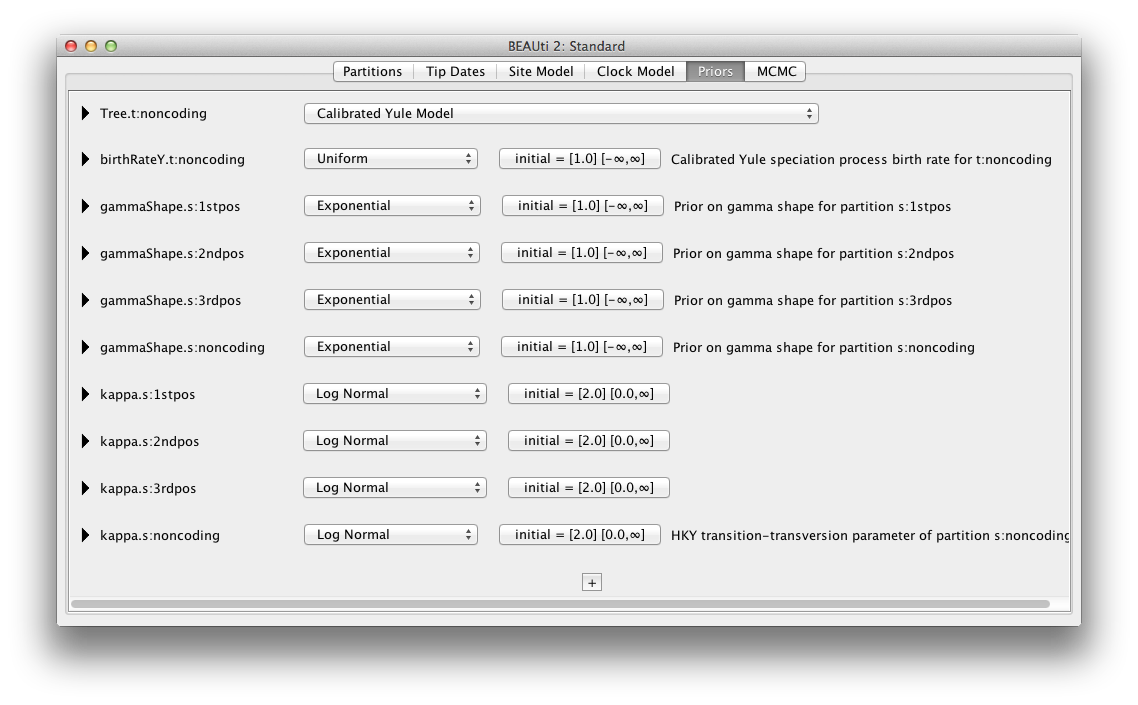 BEAUti 2: Standard
Partitions Tip Dates Site Model Clock Model Priors MCMC
Tree.t:noncoding Calibrated Yule Model
birthRateY.t:noncoding Uniform initial = [1.0] [-∞,∞] Calibrated Yule speciation process birth rate for t:noncoding
gammaShape.s:1stpos Exponential initial = [1.0] [-∞,∞] Prior on gamma shape for partition s:1stpos
gammaShape.s:2ndpos Exponential initial = [1.0] [-∞,∞] Prior on gamma shape for partition s:2ndpos
gammaShape.s:3rdpos Exponential initial = [1.0] [-∞,∞] Prior on gamma shape for partition s:3rdpos
gammaShape.s:noncoding Exponential initial = [1.0] [-∞,∞] Prior on gamma shape for partition s:noncoding
kappa.s:1stpos Log Normal initial = [2.0] [0.0,∞]
kappa.s:2ndpos Log Normal initial = [2.0] [0.0,∞]
kappa.s:3rdpos Log Normal initial = [2.0] [0.0,∞]
kappa.s:noncoding Log Normal initial = [2.0] [0.0,∞] HKY transition-transversion parameter of partition s:noncoding
+